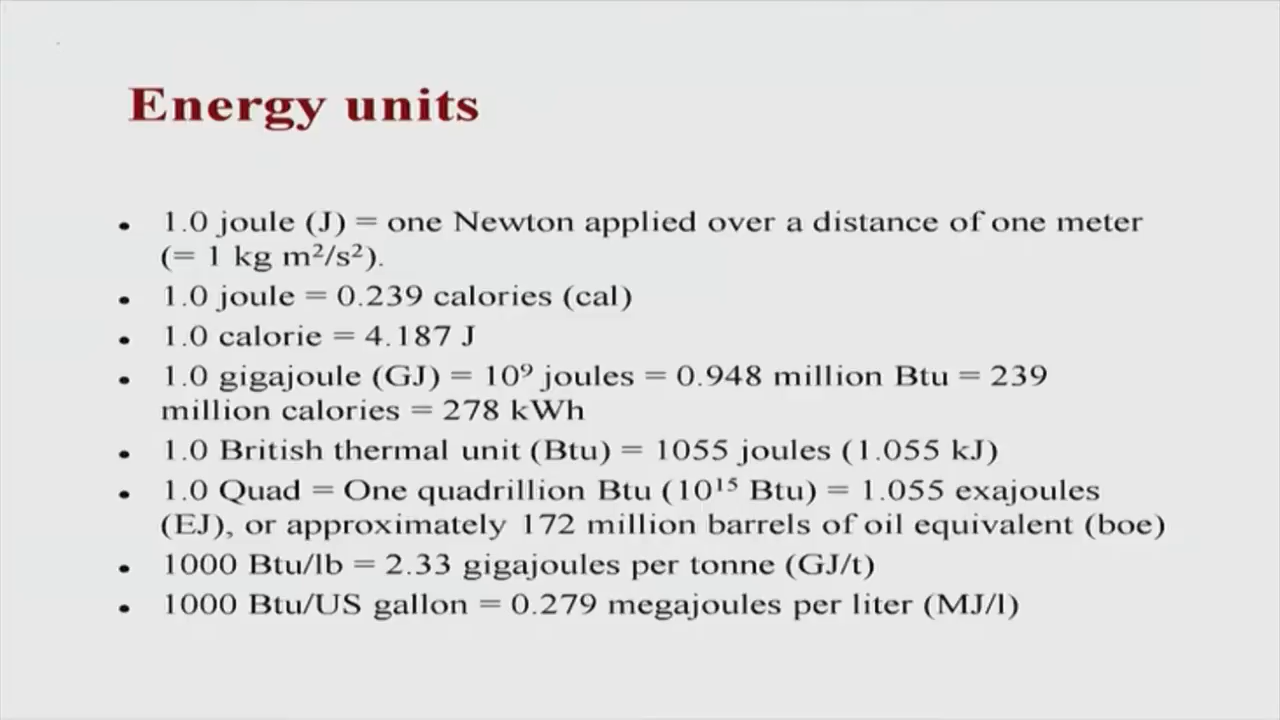 Energy units
• 1.0 joule (J) = one Newton applied over a distance of one meter
(= 1 kg m²/s²).
• 1.0 joule = 0.239 calories (cal)
• 1.0 calorie = 4.187 J
• 1.0 gigajoule (GJ) = 10⁹ joules = 0.948 million Btu = 239
million calories = 278 kWh
• 1.0 British thermal unit (Btu) = 1055 joules (1.055 kJ)
• 1.0 Quad = One quadrillion Btu (10¹⁵ Btu) = 1.055 exajoules
(EJ), or approximately 172 million barrels of oil equivalent (boe)
• 1000 Btu/lb = 2.33 gigajoules per tonne (GJ/t)
• 1000 Btu/US gallon = 0.279 megajoules per liter (MJ/l)